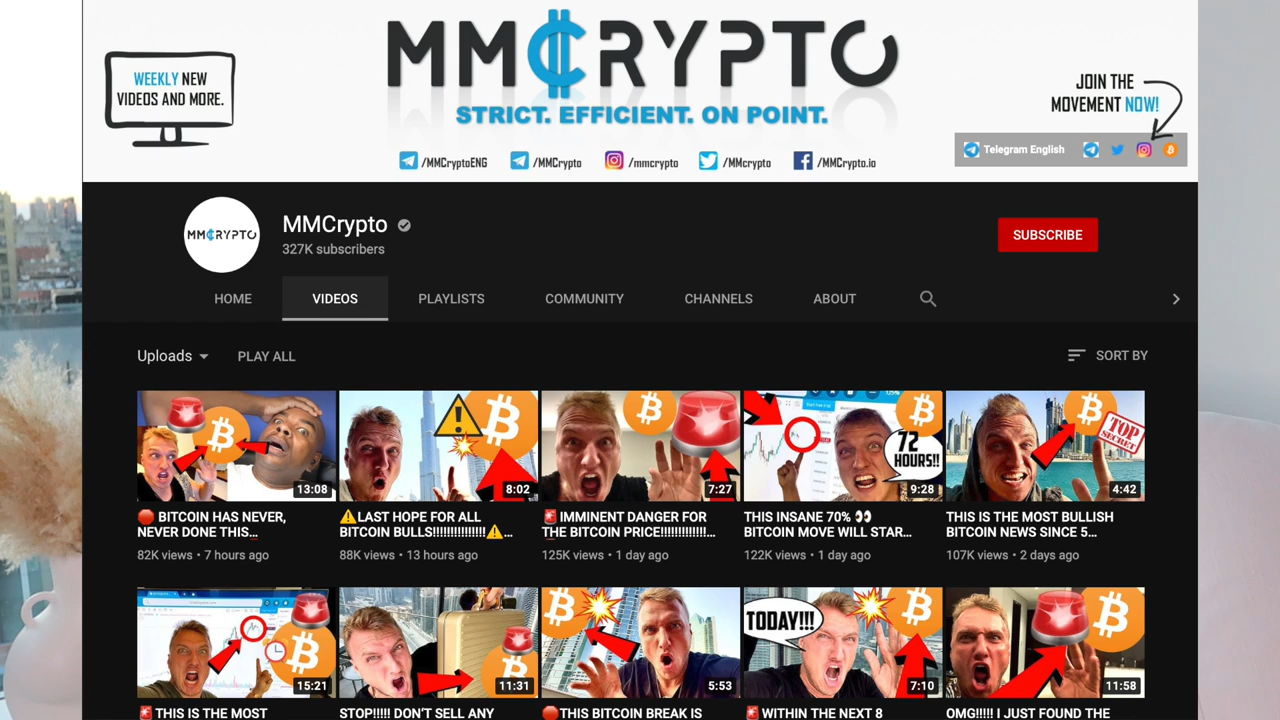 WEEKLY NEW
VIDEOS AND MORE.
MMCRYPTO
STRICT. EFFICIENT. ON POINT.
/MMCryptoENG
/MMCrypto
/mmcrypto
/MMcrypto
/MMCrypto.io
JOIN THE
MOVEMENT NOW!
Telegram English
MMCRYPTO
MMCrypto
327K subscribers
SUBSCRIBE
HOME
VIDEOS
PLAYLISTS
COMMUNITY
CHANNELS
ABOUT
Uploads
PLAY ALL
SORT BY
13:08
8:02
7:27
72
HOURS!!
9:28
TOP
SECRET
4:42
🛑 BITCOIN HAS NEVER,
NEVER DONE THIS...
82K views • 7 hours ago
⚠️LAST HOPE FOR ALL
BITCOIN BULLS!!!!!!!!!!!!!!!⚠️...
88K views • 13 hours ago
🚨IMMINENT DANGER FOR
THE BITCOIN PRICE!!!!!!!!!!!!...
125K views • 1 day ago
THIS INSANE 70% 👀
BITCOIN MOVE WILL STAR...
122K views • 1 day ago
THIS IS THE MOST BULLISH
BITCOIN NEWS SINCE 5...
107K views • 2 days ago
15:21
11:31
5:53
TODAY!!!
7:10
11:58
🚨THIS IS THE MOST
STOP!!!!! DON'T SELL ANY
🛑THIS BITCOIN BREAK IS
🚨WITHIN THE NEXT 8
OMG!!!!! I JUST FOUND THE